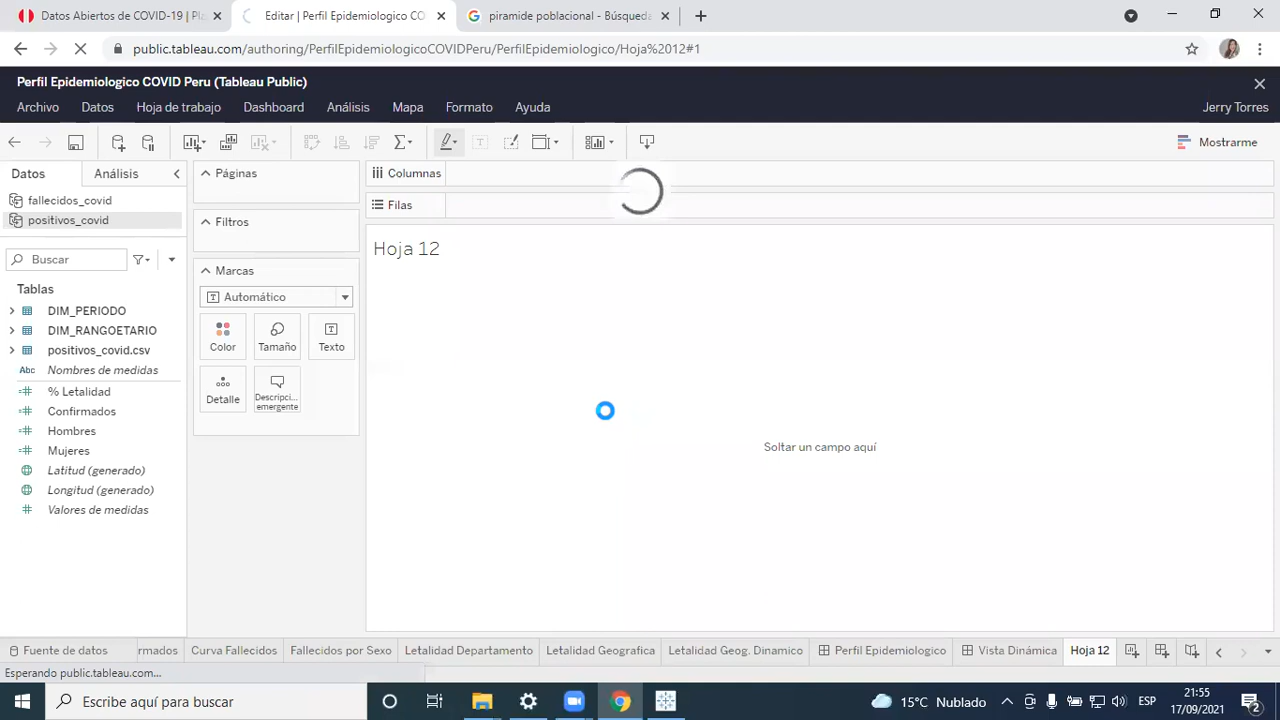 Datos Abiertos de COVID-19 | Pla
Editar | Perfil Epidemiologico CO
piramide poblacional - Búsqueda
public.tableau.com/authoring/PerfilEpidemiologicoCOVIDPeru/PerfilEpidemiologico/Hoja%2012#1
Perfil Epidemiologico COVID Peru (Tableau Public)
Archivo Datos Hoja de trabajo Dashboard Análisis Mapa Formato Ayuda Jerry Torres
Mostrarme
Datos Análisis
Páginas
Columnas
fallecidos_covid
positivos_covid
Filas
Filtros
Hoja 12
Buscar
Marcas
Tablas
Automático
DIM_PERIODO
DIM_RANGOETARIO
positivos_covid.csv
Color Tamaño Texto
Abc Nombres de medidas
% Letalidad
Detalle Descripci... emergente
Confirmados
Hombres
Mujeres
Soltar un campo aquí
Latitud (generado)
Longitud (generado)
Valores de medidas
Fuente de datos rmados Curva Fallecidos Fallecidos por Sexo Letalidad Departamento Letalidad Geografica Letalidad Geog. Dinamico Perfil Epidemiologico Vista Dinámica Hoja 12
Esperando public.tableau.com...
Escribe aquí para buscar
15°C Nublado
ESP
21:55
17/09/2021
2